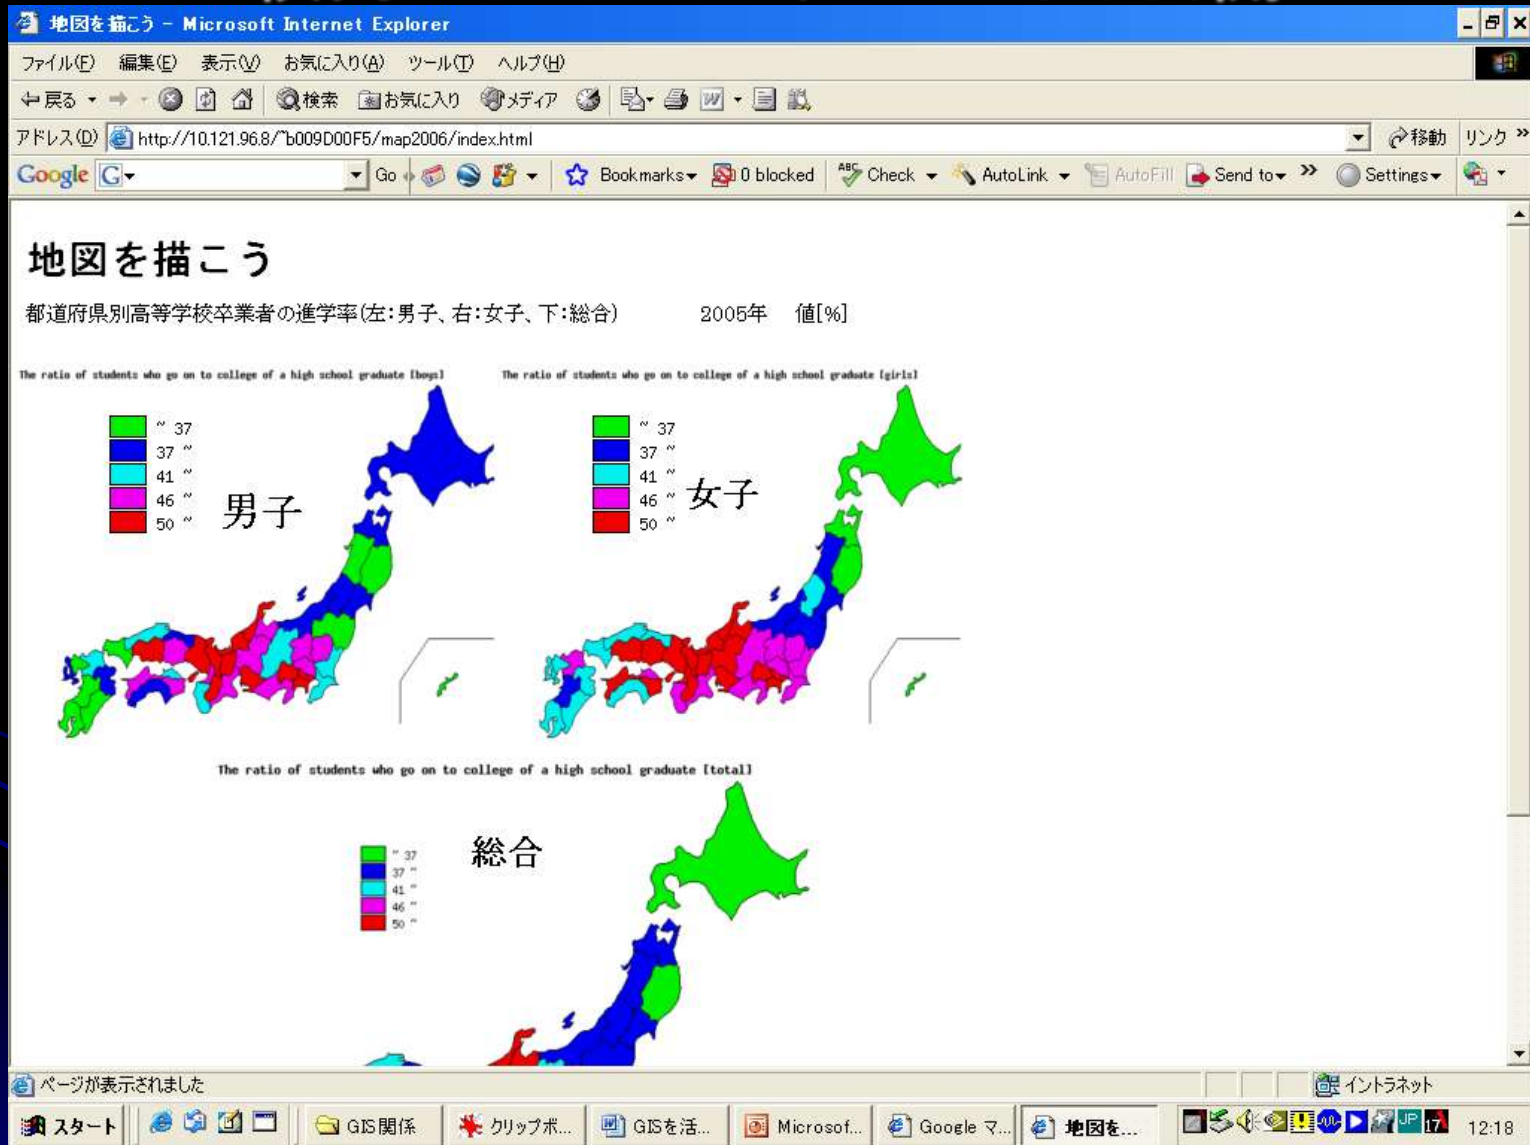 地図を描こう - Microsoft Internet Explorer
ファイル(F) 編集(E) 表示(V) お気に入り(A) ツール(T) ヘルプ(H)
戻る 検索 お気に入り メディア
アドレス(D) http://10.121.96.8/~b009D00F5/map2006/index.html 移動 リンク »
Google G Go Bookmarks 0 blocked ABC Check AutoLink AutoFill Send to » Settings
地図を描こう
都道府県別高等学校卒業者の進学率(左:男子、右:女子、下:総合) 2005年 値[%]
The ratio of students who go on to college of a high school graduate [boys]
~ 37
37 ~
41 ~
46 ~
50 ~
男子
The ratio of students who go on to college of a high school graduate [girls]
~ 37
37 ~
41 ~
46 ~
50 ~
女子
The ratio of students who go on to college of a high school graduate [total]
~ 37
37 ~
41 ~
46 ~
50 ~
総合
ページが表示されました イントラネット
スタート GIS関係 クリップボ... GISを活... Microsof... Google マ... 地図を... JP 17 12:18